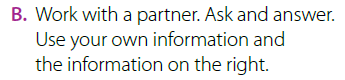 B. Work with a partner. Ask and answer.
Use your own information and
the information on the right.